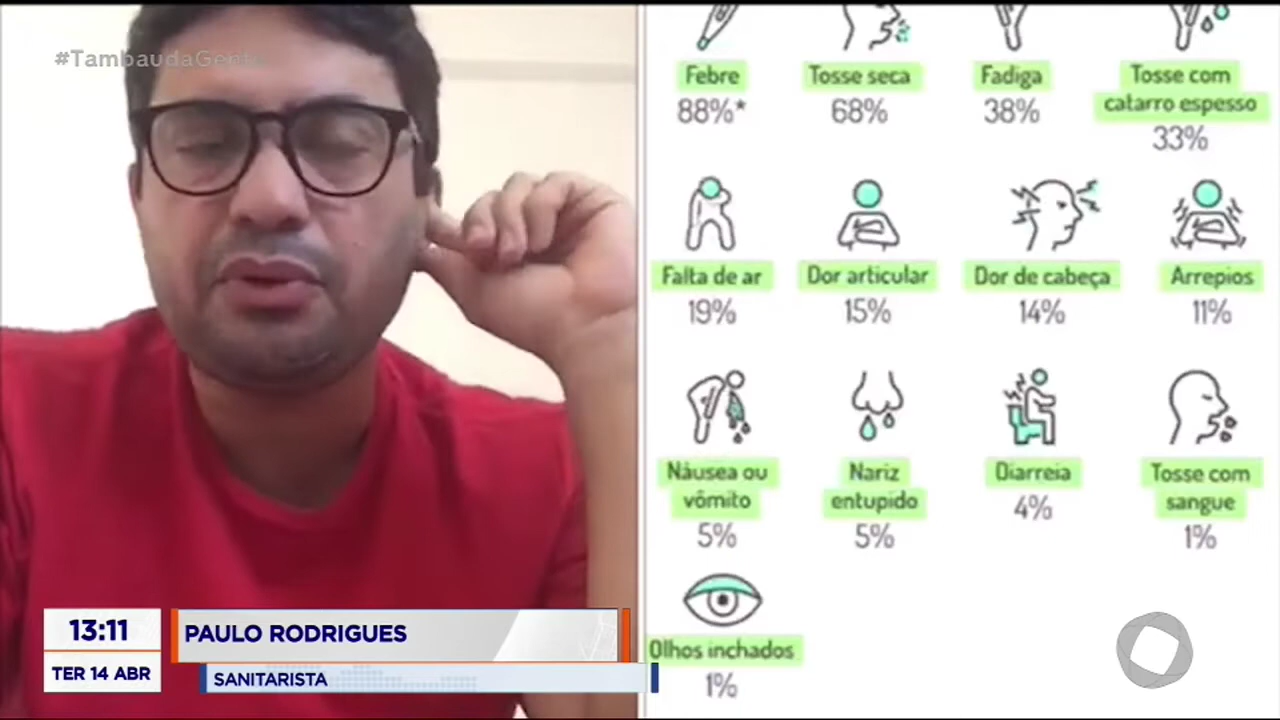 #TambaudaGente
Febre
88%*
Tosse seca
68%
Fadiga
38%
Tosse com
catarro espesso
33%
Falta de ar
19%
Dor articular
15%
Dor de cabeça
14%
Arrepios
11%
Náusea ou
vômito
5%
Nariz
entupido
5%
Diarreia
4%
Tosse com
sangue
1%
Olhos inchados
1%
13:11
TER 14 ABR
PAULO RODRIGUES
SANITARISTA